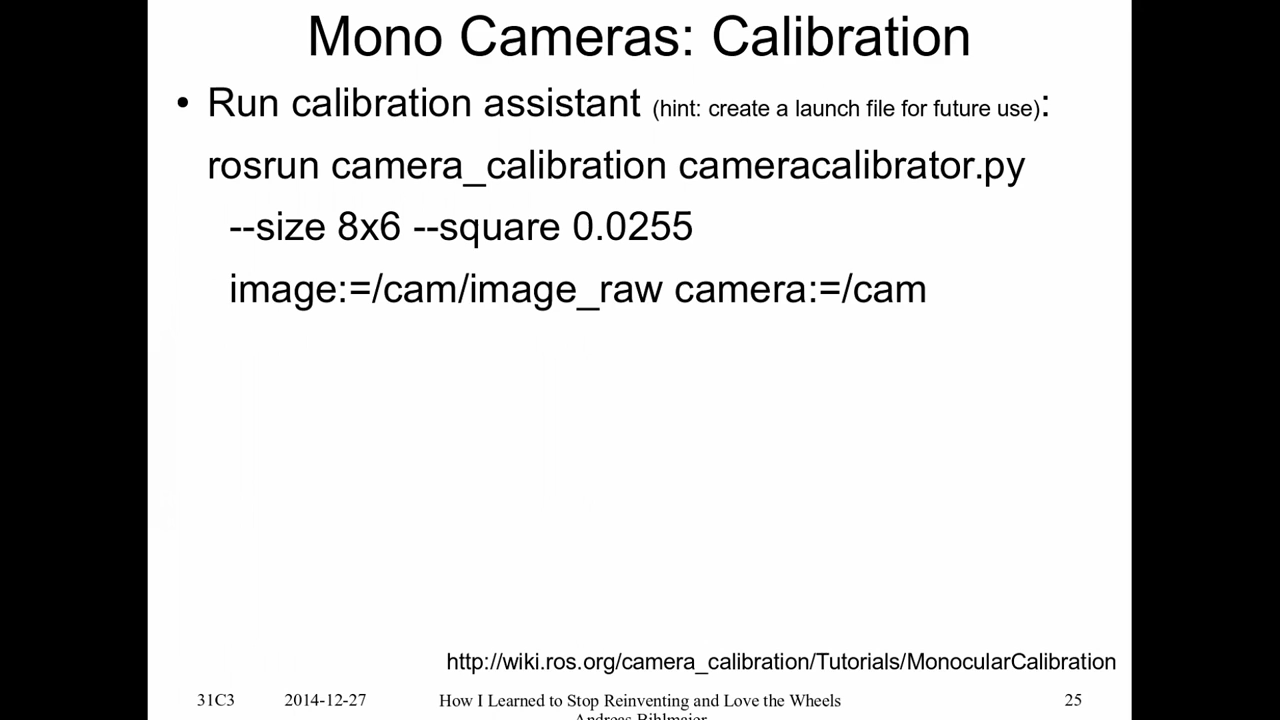 Mono Cameras: Calibration
• Run calibration assistant (hint: create a launch file for future use):
rosrun camera_calibration cameracalibrator.py
--size 8x6 --square 0.0255
image:=/cam/image_raw camera:=/cam
http://wiki.ros.org/camera_calibration/Tutorials/MonocularCalibration
31C3 2014-12-27 How I Learned to Stop Reinventing and Love the Wheels 25
Andreas Bihlmaier